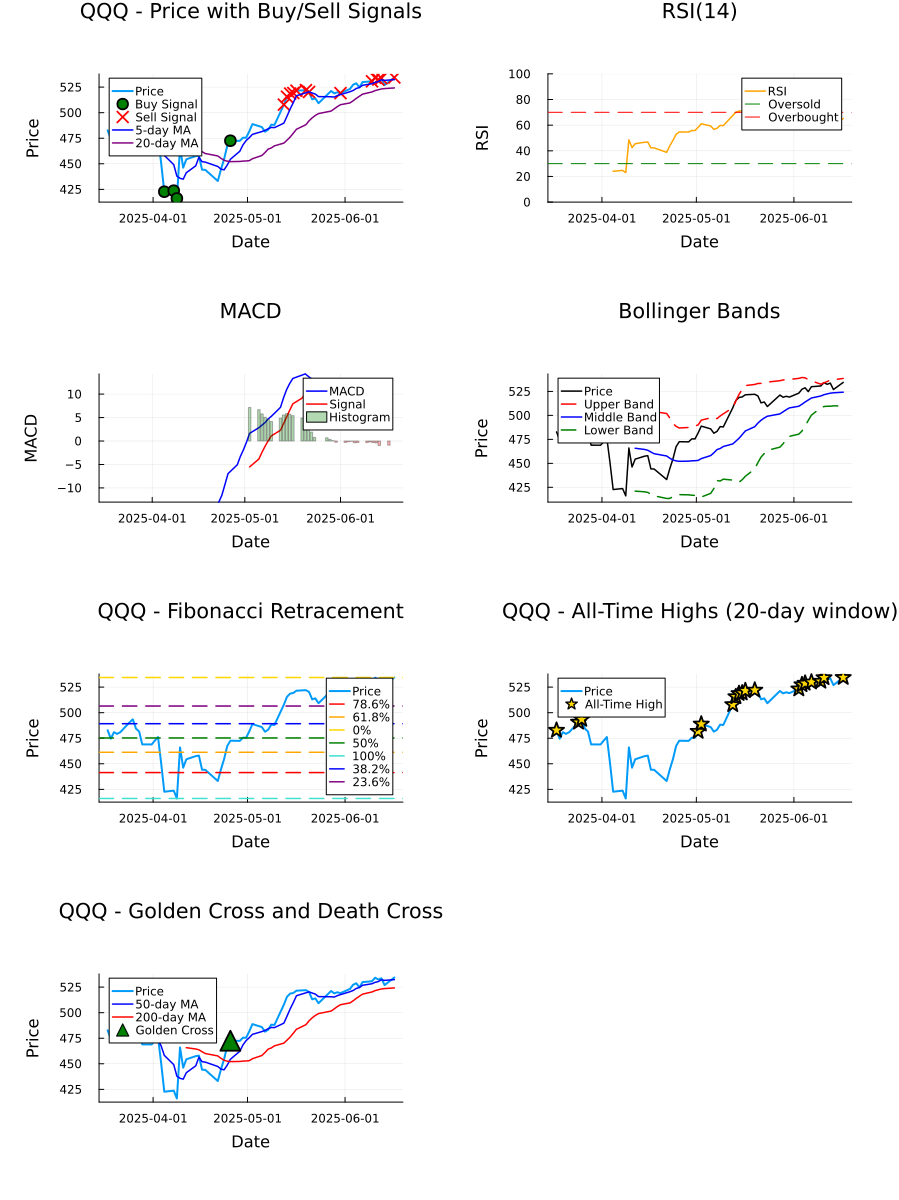 QQQ - Price with Buy/Sell Signals
Price
525
500
475
450
425
Price
Buy Signal
Sell Signal
5-day MA
20-day MA
2025-04-01 2025-05-01 2025-06-01
Date
RSI(14)
RSI
100
80
60
40
20
0
RSI
Oversold
Overbought
2025-04-01 2025-05-01 2025-06-01
Date
MACD
MACD
10
5
0
−5
−10
MACD
Signal
Histogram
2025-04-01 2025-05-01 2025-06-01
Date
Bollinger Bands
Price
525
500
475
450
425
Price
Upper Band
Middle Band
Lower Band
2025-04-01 2025-05-01 2025-06-01
Date
QQQ - Fibonacci Retracement
Price
525
500
475
450
425
Price
78.6%
61.8%
0%
50%
100%
38.2%
23.6%
2025-04-01 2025-05-01 2025-06-01
Date
QQQ - All-Time Highs (20-day window)
Price
525
500
475
450
425
Price
All-Time High
2025-04-01 2025-05-01 2025-06-01
Date
QQQ - Golden Cross and Death Cross
Price
525
500
475
450
425
Price
50-day MA
200-day MA
Golden Cross
2025-04-01 2025-05-01 2025-06-01
Date